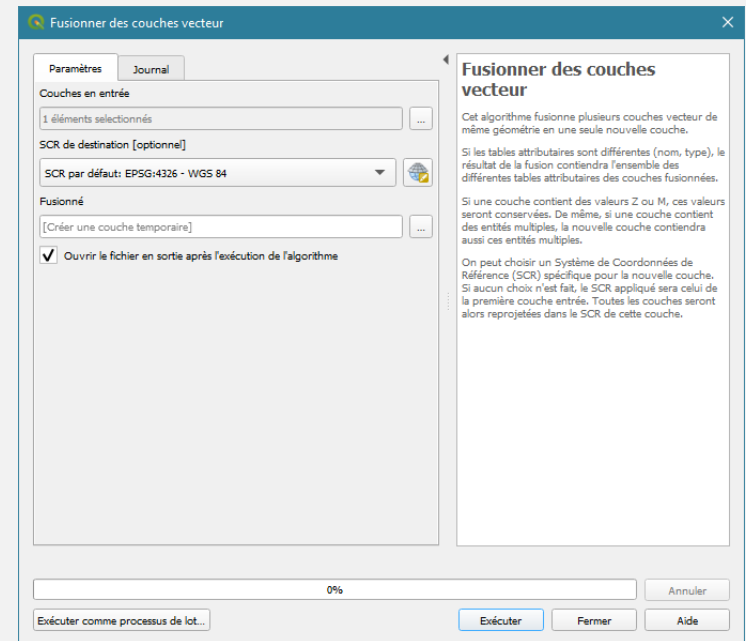 Fusionner des couches vecteur
Paramètres
Journal
Couches en entrée
1 éléments selectionnés
...
SCR de destination [optionnel]
SCR par défaut: EPSG:4326 - WGS 84
Fusionné
[Créer une couche temporaire]
...
Ouvrir le fichier en sortie après l'exécution de l'algorithme
Fusionner des couches
vecteur
Cet algorithme fusionne plusieurs couches vecteur de
même géométrie en une seule nouvelle couche.
Si les tables attributaires sont différentes (nom, type), le
résultat de la fusion contiendra l'ensemble des
différentes tables attributaires des couches fusionnées.
Si une couche contient des valeurs Z ou M, ces valeurs
seront conservées. De même, si une couche contient
des entités multiples, la nouvelle couche contiendra
aussi ces entités multiples.
On peut choisir un Système de Coordonnées de
Référence (SCR) spécifique pour la nouvelle couche.
Si aucun choix n'est fait, le SCR appliqué sera celui de
la première couche entrée. Toutes les couches seront
alors reprojetées dans le SCR de cette couche.
0%
Annuler
Exécuter comme processus de lot...
Exécuter
Fermer
Aide